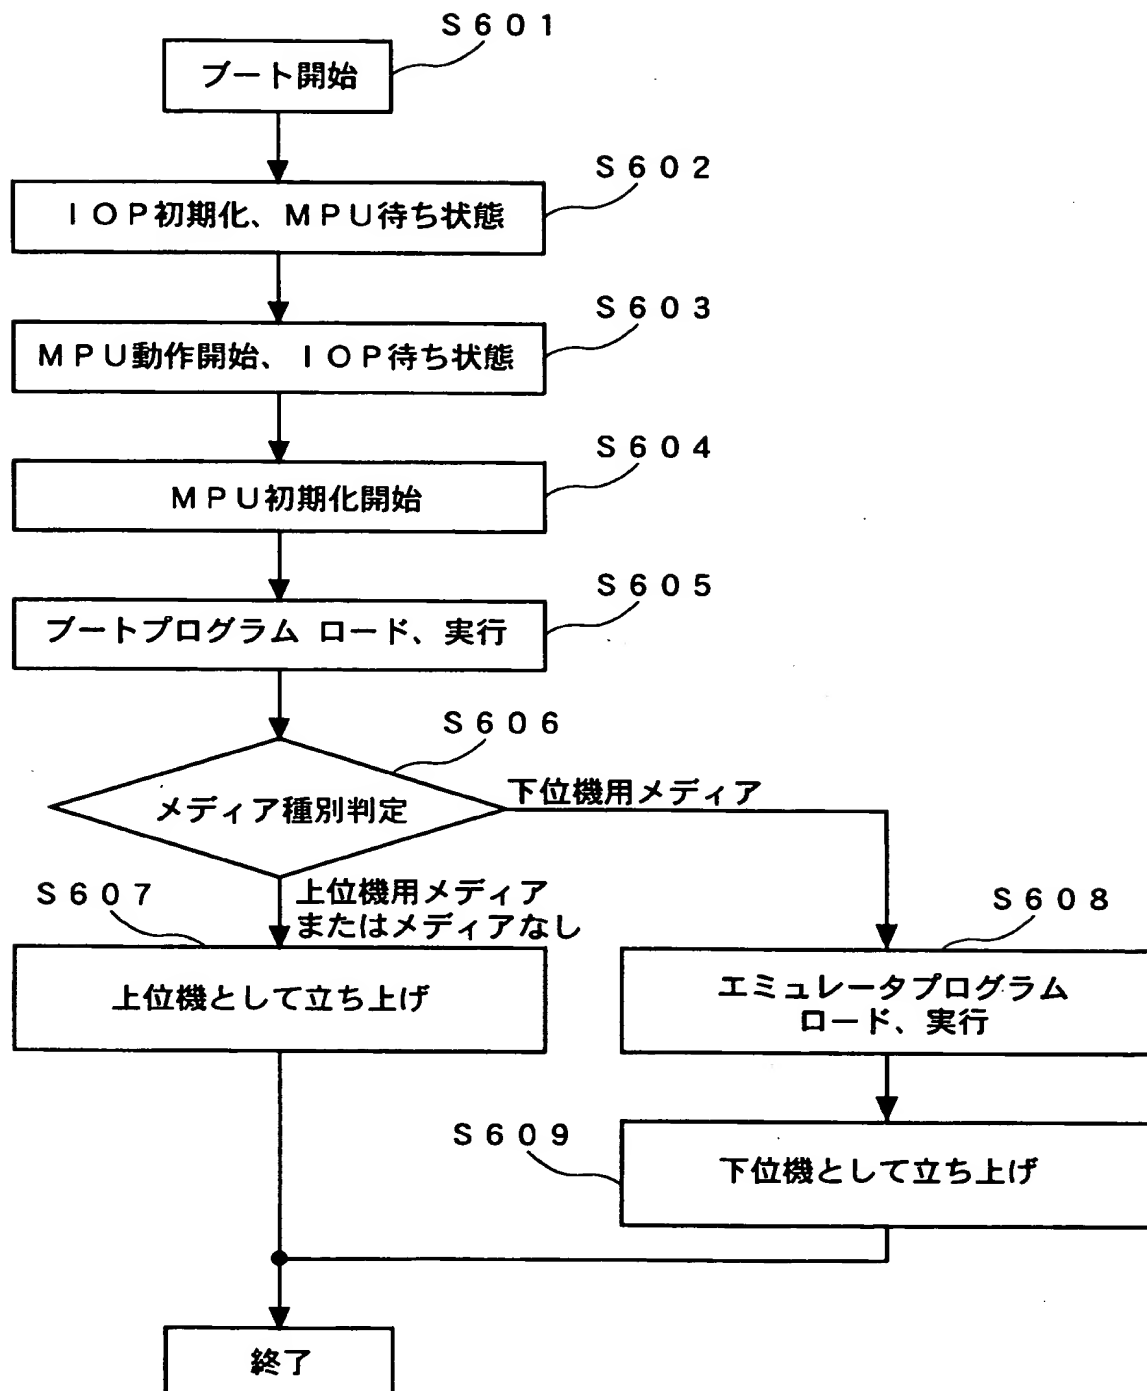 Ｓ６０１
ブート開始
Ｓ６０２
ＩＯＰ初期化、ＭＰＵ待ち状態
Ｓ６０３
ＭＰＵ動作開始、ＩＯＰ待ち状態
Ｓ６０４
ＭＰＵ初期化開始
Ｓ６０５
ブートプログラム ロード、実行
Ｓ６０６
メディア種別判定
下位機用メディア
Ｓ６０７
上位機用メディア
またはメディアなし
Ｓ６０８
上位機として立ち上げ
エミュレータプログラム
ロード、実行
Ｓ６０９
下位機として立ち上げ
終了